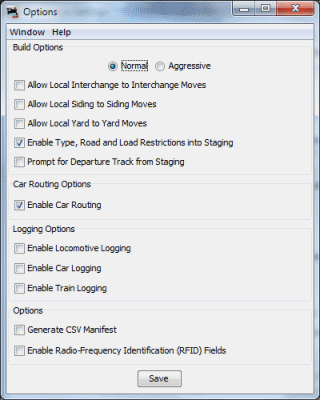 Options
Window Help
Build Options
Normal Aggressive
Allow Local Interchange to Interchange Moves
Allow Local Siding to Siding Moves
Allow Local Yard to Yard Moves
Enable Type, Road and Load Restrictions into Staging
Prompt for Departure Track from Staging
Car Routing Options
Enable Car Routing
Logging Options
Enable Locomotive Logging
Enable Car Logging
Enable Train Logging
Options
Generate CSV Manifest
Enable Radio-Frequency Identification (RFID) Fields
Save